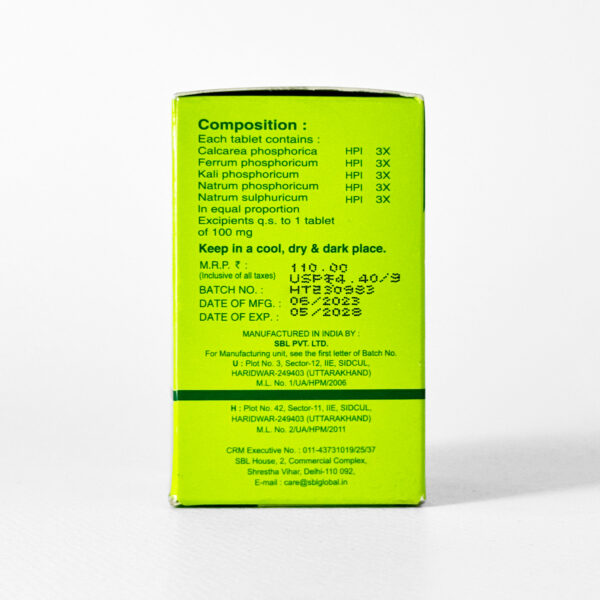 Composition :
Each tablet contains :
Calcarea phosphorica HPI 3X
Ferrum phosphoricum HPI 3X
Kali phosphoricum HPI 3X
Natrum phosphoricum HPI 3X
Natrum sulphuricum HPI 3X
In equal proportion
Excipients q.s. to 1 tablet
of 100 mg
Keep in a cool, dry & dark place.
M.R.P. ₹ : 110.00
(Inclusive of all taxes) USP₹4.40/9
BATCH NO. : HT230983
DATE OF MFG. : 06/2023
DATE OF EXP. : 05/2028
MANUFACTURED IN INDIA BY :
SBL PVT. LTD.
For Manufacturing unit, see the first letter of Batch No.
U : Plot No. 3, Sector-12, IIE, SIDCUL,
HARIDWAR-249403 (UTTARAKHAND)
M.L. No. 1/UA/HPM/2006
H : Plot No. 42, Sector-11, IIE, SIDCUL,
HARIDWAR-249403 (UTTARAKHAND)
M.L. No. 2/UA/HPM/2011
CRM Executive No. : 011-43731019/25/37
SBL House, 2, Commercial Complex,
Shrestha Vihar, Delhi-110 092,
E-mail : care@sblglobal.in